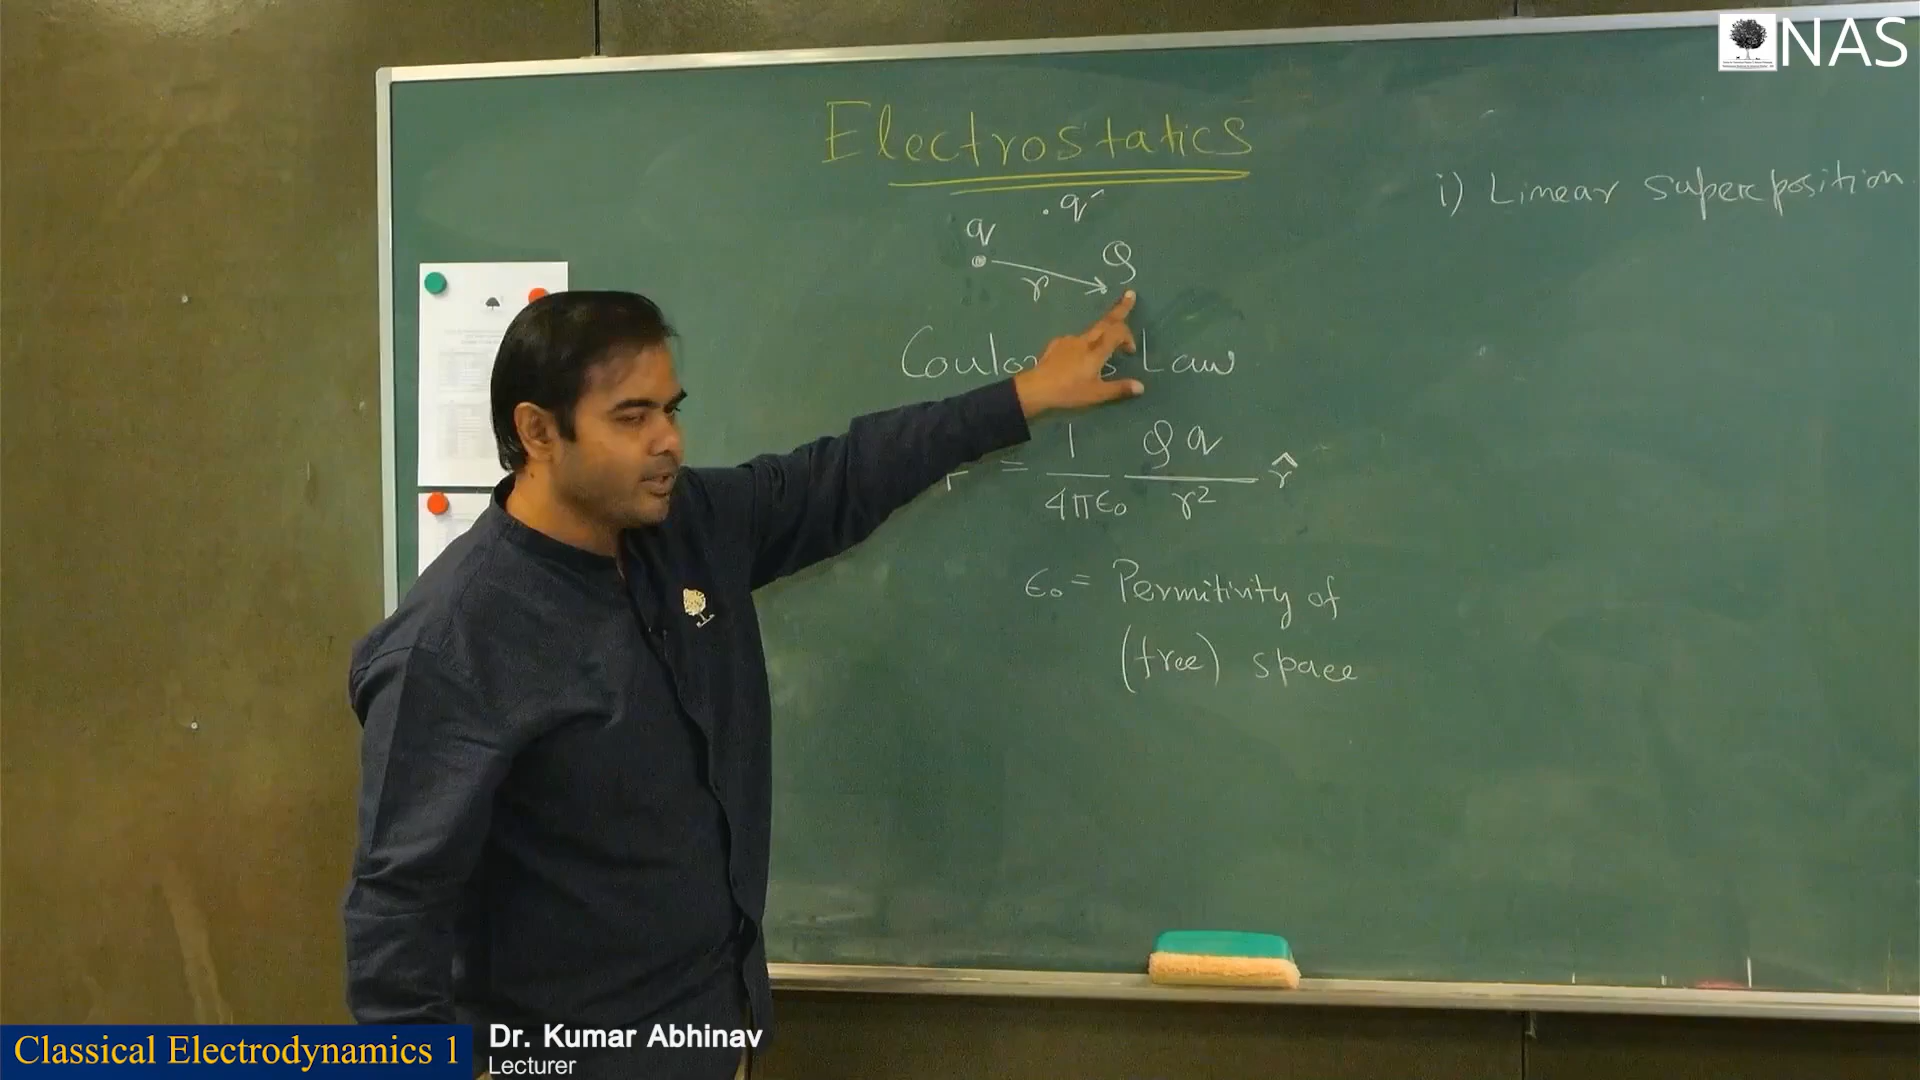 NAS
Electrostatics
i) Linear superposition
. q'
q
Q
r
Coulo s Law
= 1/4πϵ₀ Qq/r² r̂
ϵ₀ = Permitivity of
(free) space
Classical Electrodynamics 1
Dr. Kumar Abhinav
Lecturer